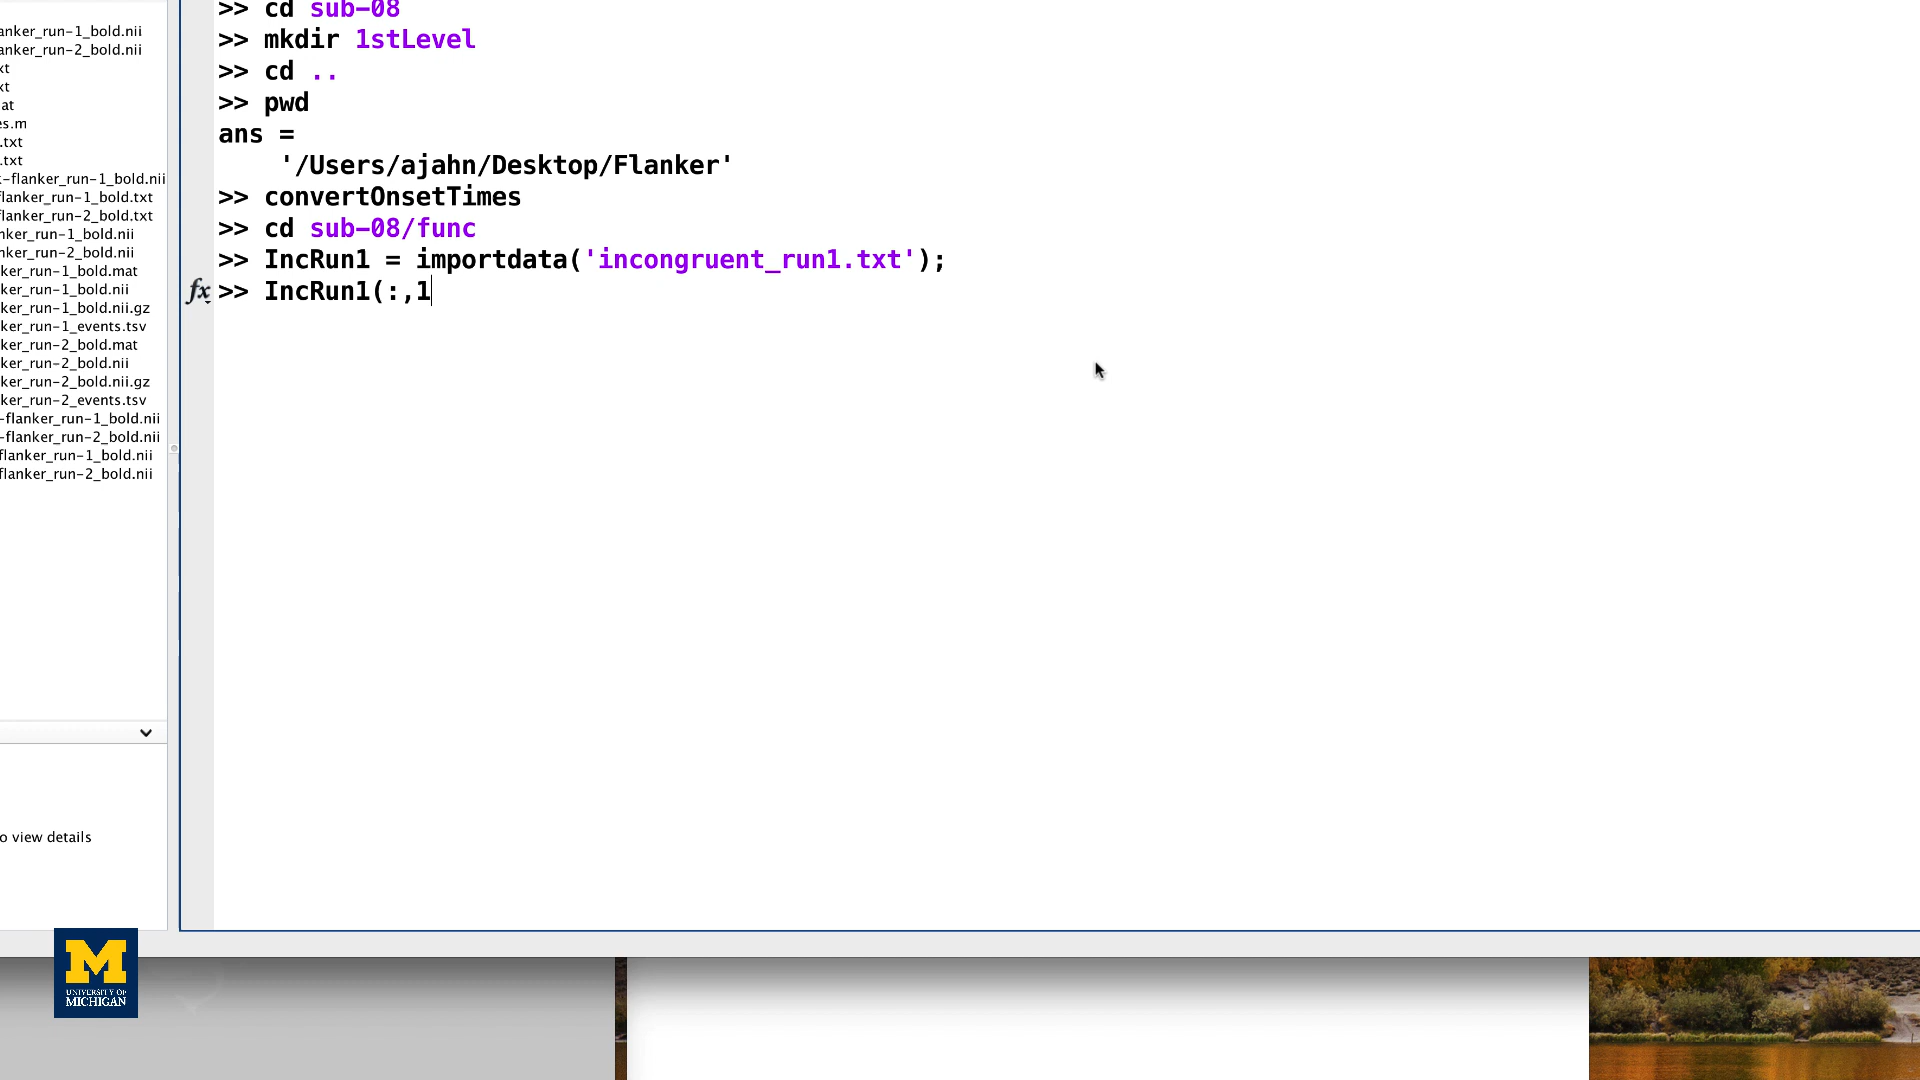 anker_run-1_bold.nii
anker_run-2_bold.nii
xt
xt
at
es.m
.txt
.txt
-flanker_run-1_bold.nii
flanker_run-1_bold.txt
flanker_run-2_bold.txt
nker_run-1_bold.nii
nker_run-2_bold.nii
ker_run-1_bold.mat
ker_run-1_bold.nii
ker_run-1_bold.nii.gz
ker_run-1_events.tsv
ker_run-2_bold.mat
ker_run-2_bold.nii
ker_run-2_bold.nii.gz
ker_run-2_events.tsv
-flanker_run-1_bold.nii
-flanker_run-2_bold.nii
flanker_run-1_bold.nii
flanker_run-2_bold.nii
o view details
>> cd sub-08
>> mkdir 1stLevel
>> cd ..
>> pwd
ans =
'/Users/ajahn/Desktop/Flanker'
>> convertOnsetTimes
>> cd sub-08/func
>> IncRun1 = importdata('incongruent_run1.txt');
fx >> IncRun1(:,1
M
UNIVERSITY OF
MICHIGAN